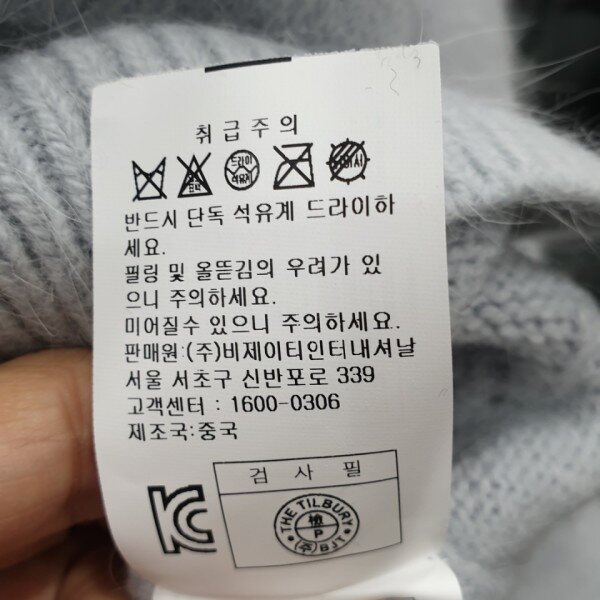 취급주의
드라이
석유계
반드시 단독 석유계 드라이하
세요.
필링 및 올뜯김의 우려가 있
으니 주의하세요.
미어질수 있으니 주의하세요.
판매원:(주)비제이티인터내셔날
서울 서초구 신반포로 339
고객센터 : 1600-0306
제조국:중국
검 사 필
THE TILBURY
檢
P
(주)BJT